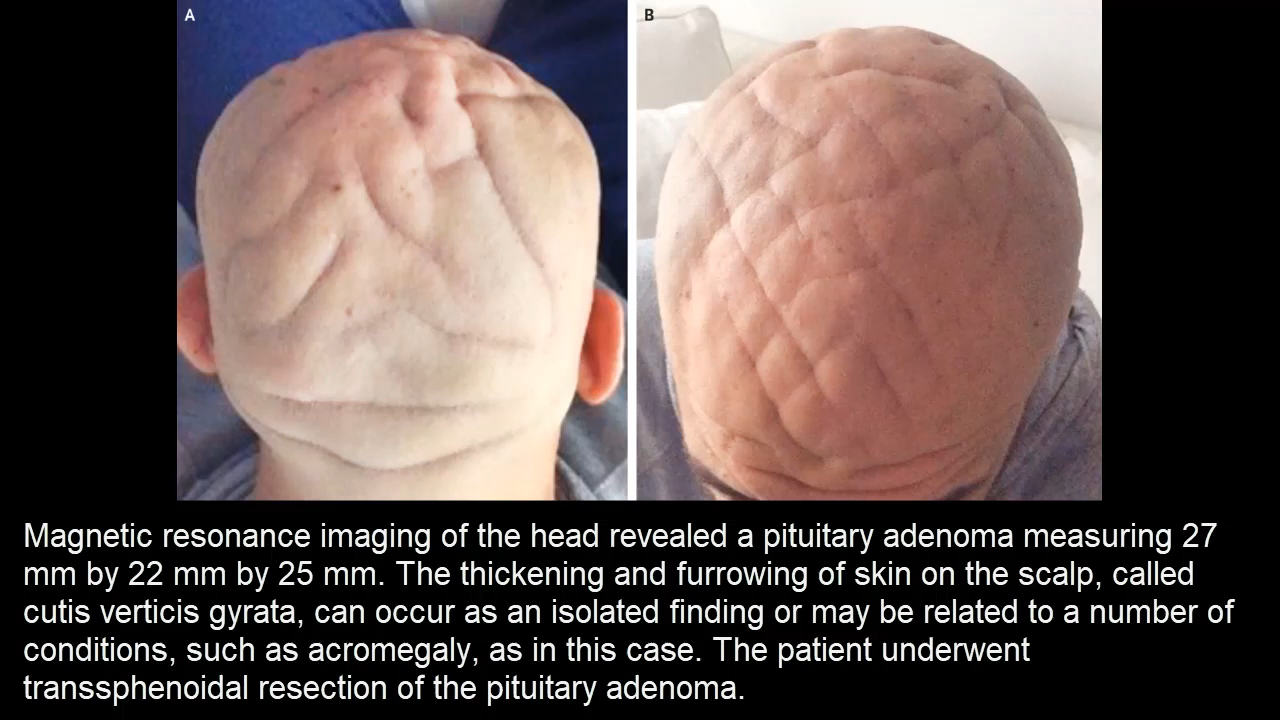 A
B
Magnetic resonance imaging of the head revealed a pituitary adenoma measuring 27
mm by 22 mm by 25 mm. The thickening and furrowing of skin on the scalp, called
cutis verticis gyrata, can occur as an isolated finding or may be related to a number of
conditions, such as acromegaly, as in this case. The patient underwent
transsphenoidal resection of the pituitary adenoma.